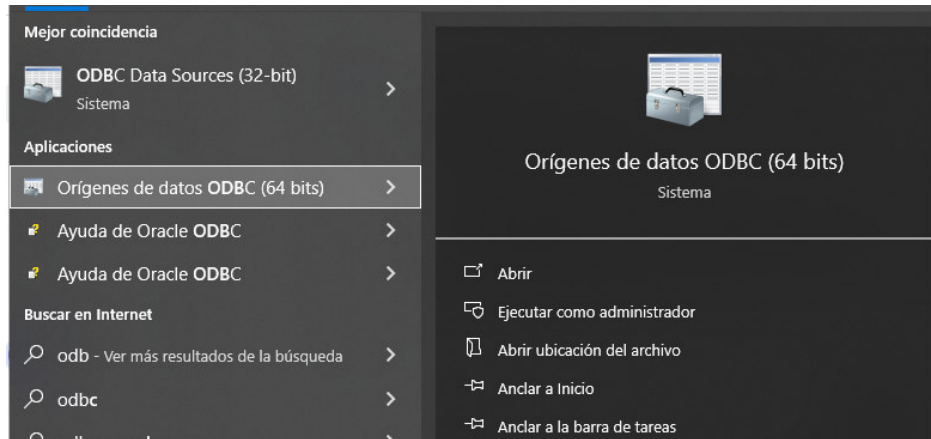 Mejor coincidencia
ODBC Data Sources (32-bit)
Sistema
Aplicaciones
Orígenes de datos ODBC (64 bits)
Ayuda de Oracle ODBC
Ayuda de Oracle ODBC
Buscar en Internet
odb - Ver más resultados de la búsqueda
odbc
Orígenes de datos ODBC (64 bits)
Sistema
Abrir
Ejecutar como administrador
Abrir ubicación del archivo
Anclar a Inicio
Anclar a la barra de tareas